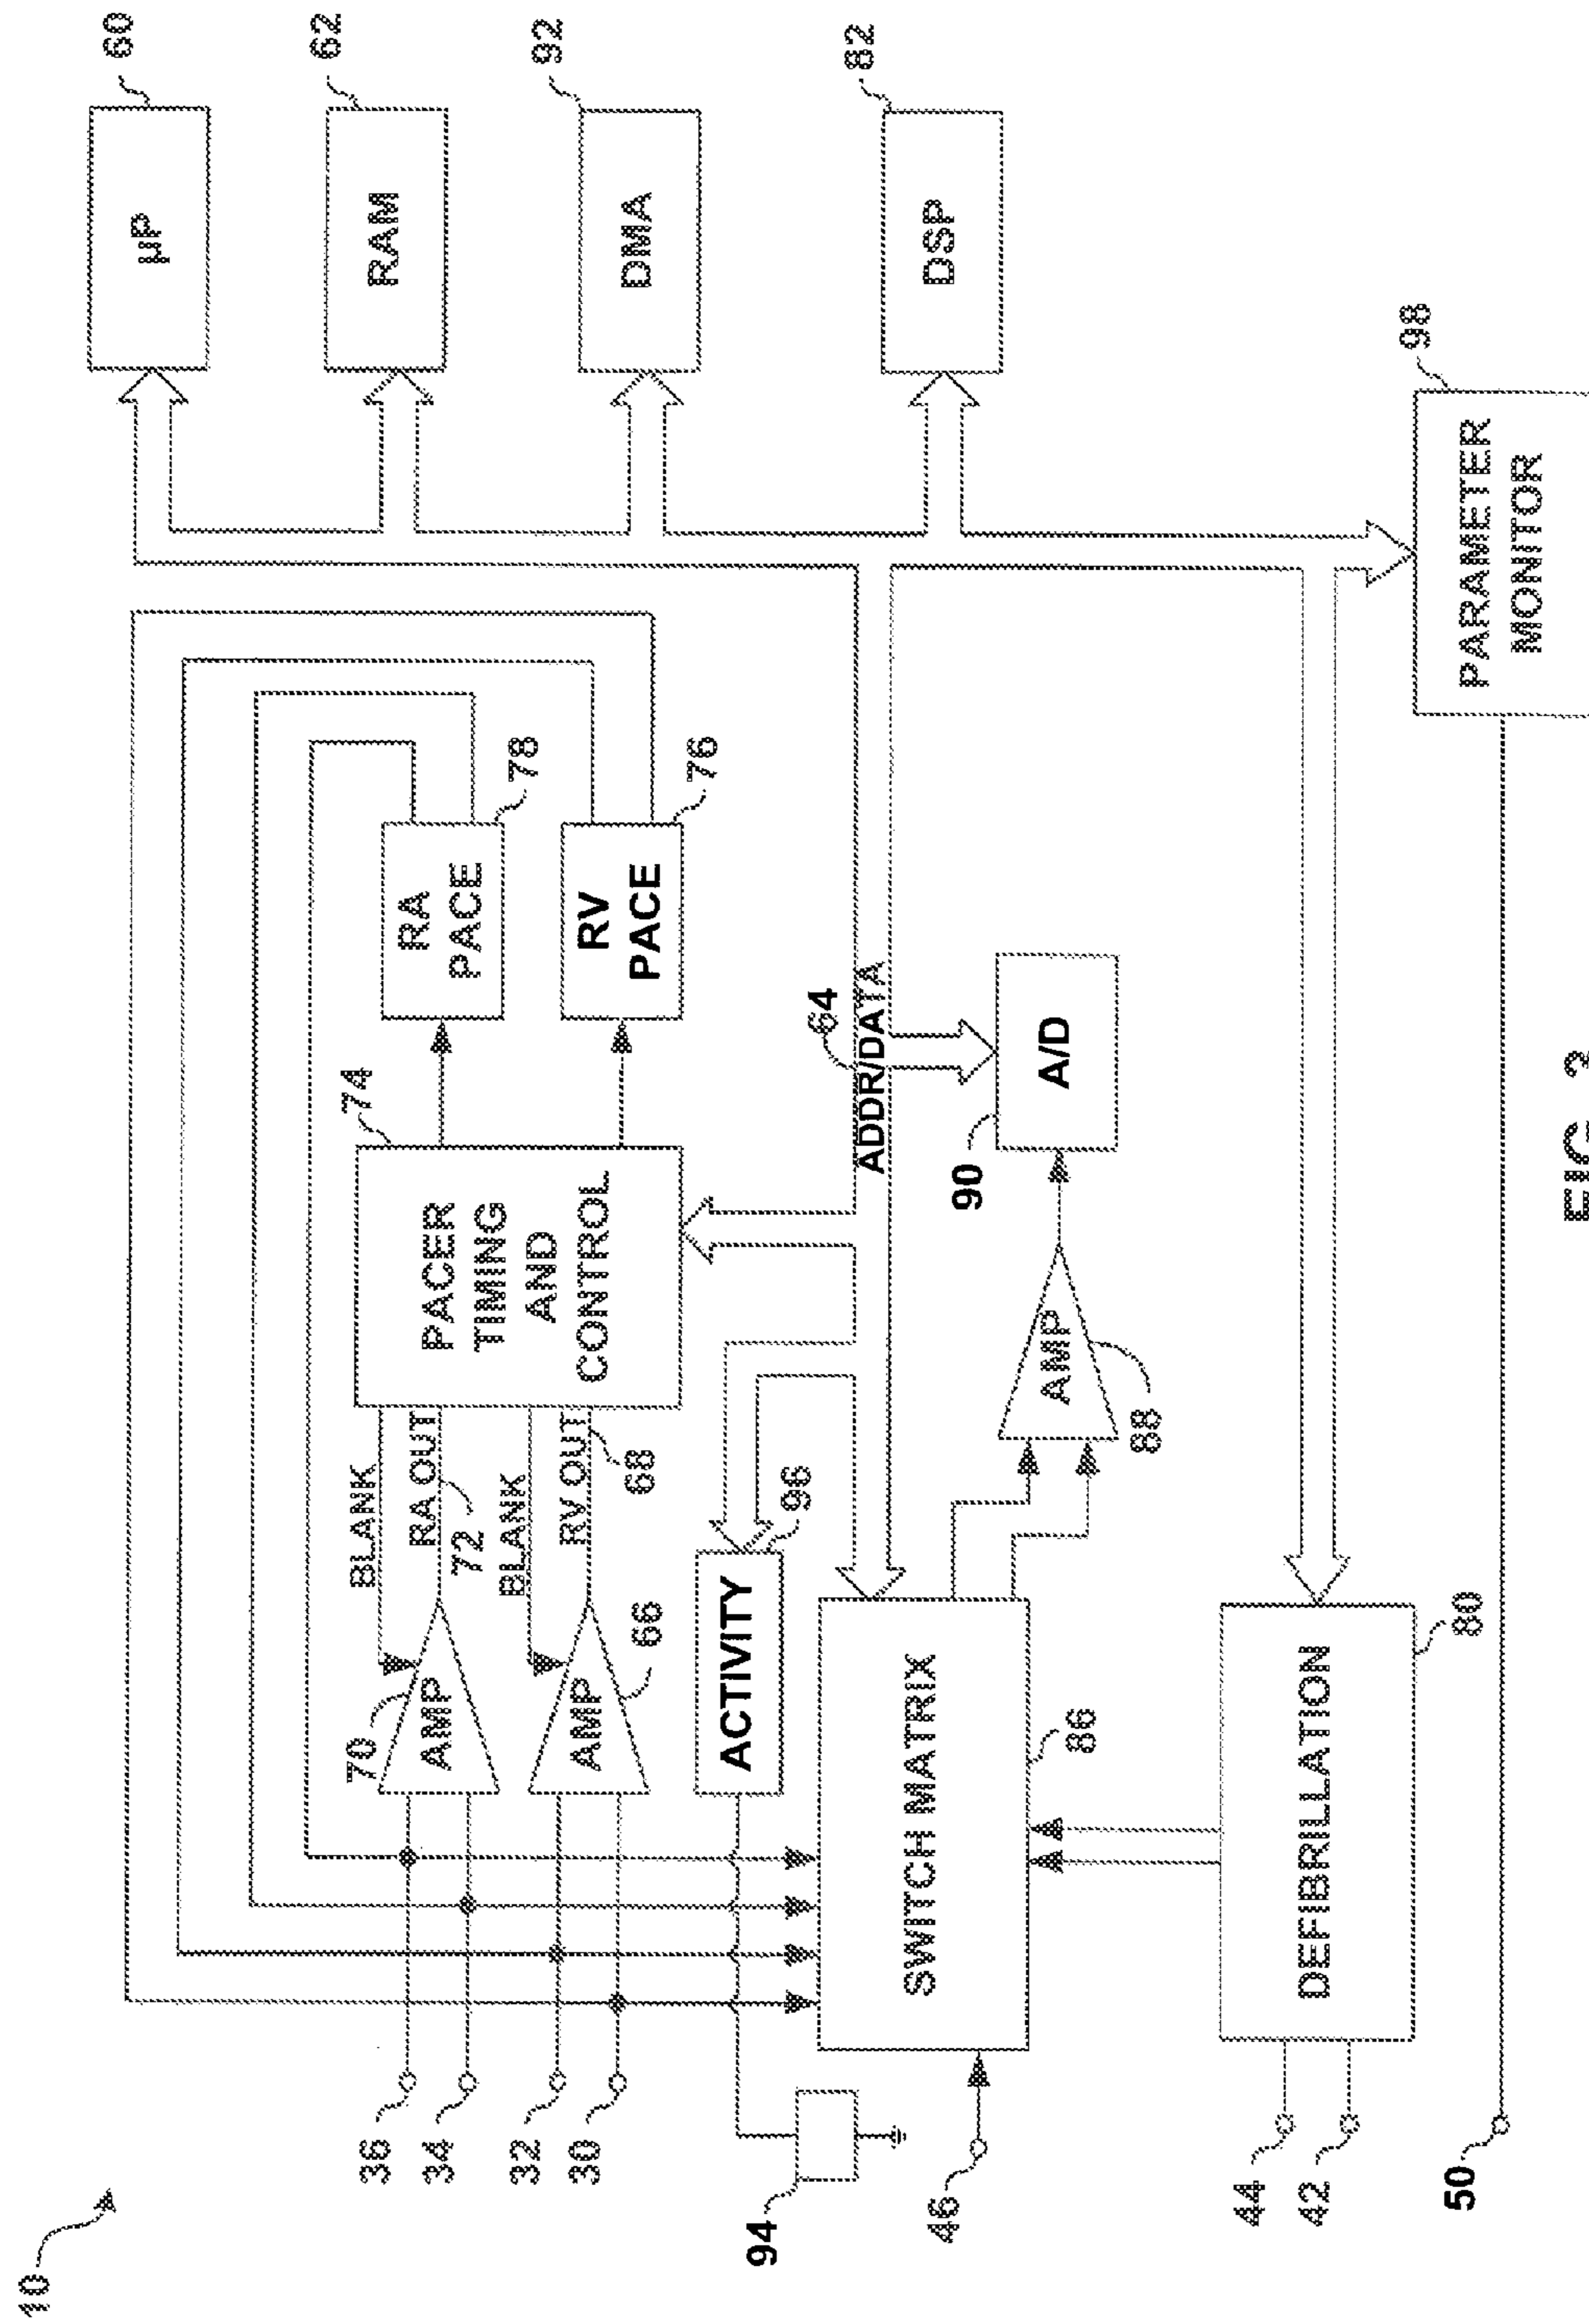 10
36
34
32
30
94
46
44
42
50
70
AMP
BLANK
RA OUT
72
AMP
66
BLANK
RV OUT
68
PACER
TIMING
AND
CONTROL
74
RA
PACE
78
RV
PACE
76
ACTIVITY
96
SWITCH MATRIX
86
DEFIBRILLATION
80
AMP
88
A/D
90
64
ADDR/DATA
µP
60
RAM
62
DMA
92
DSP
82
PARAMETER
MONITOR
98
FIG. 3